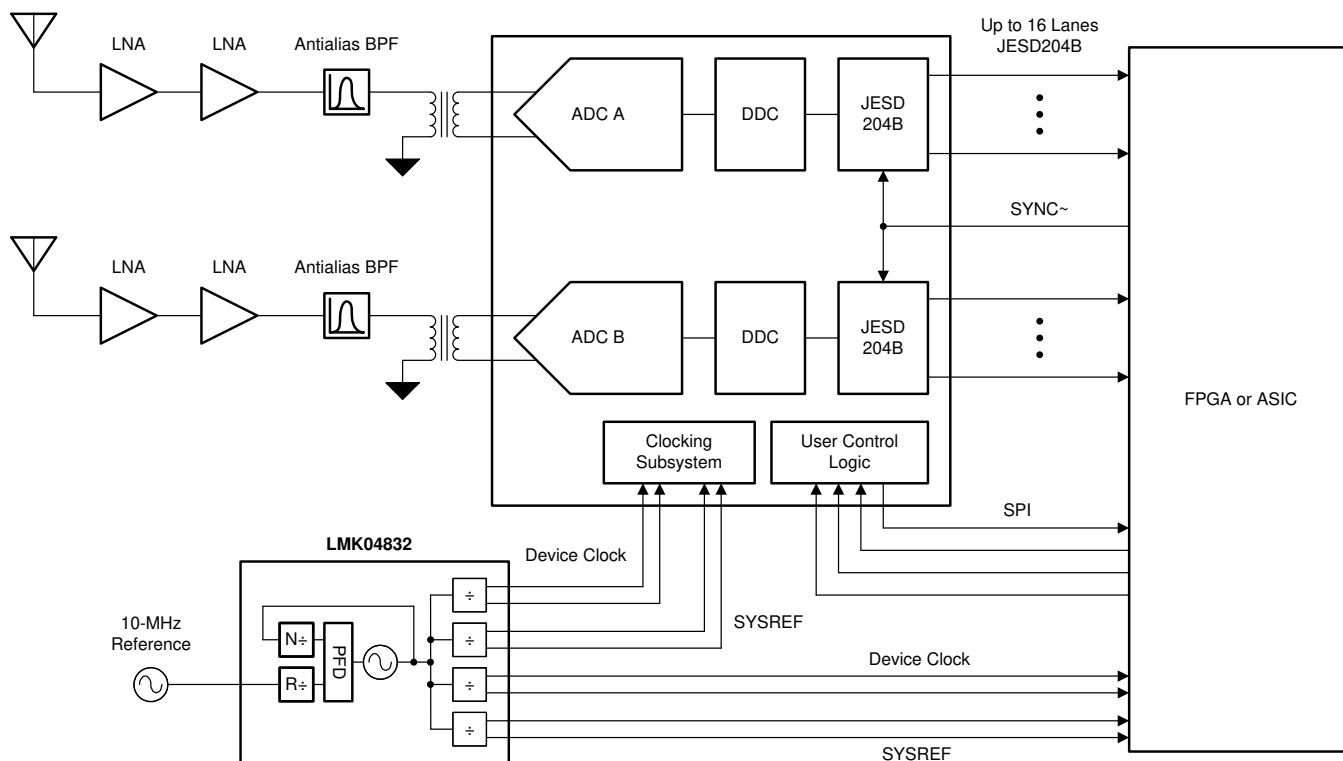 LNA
LNA
Antialias BPF
Up to 16 Lanes
JESD204B
ADC A
DDC
JESD
204B
SYNC~
LNA
LNA
Antialias BPF
ADC B
DDC
JESD
204B
FPGA or ASIC
Clocking
Subsystem
User Control
Logic
SPI
LMK04832
Device Clock
10-MHz
Reference
N÷
PFD
R÷
÷
÷
÷
÷
SYSREF
Device Clock
SYSREF